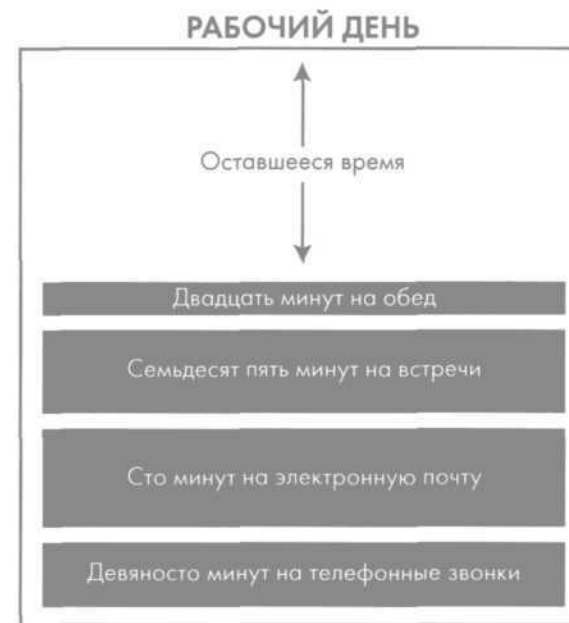 РАБОЧИЙ ДЕНЬ
Оставшееся время
Двадцать минут на обед
Семьдесят пять минут на встречи
Сто минут на электронную почту
Девяносто минут на телефонные звонки